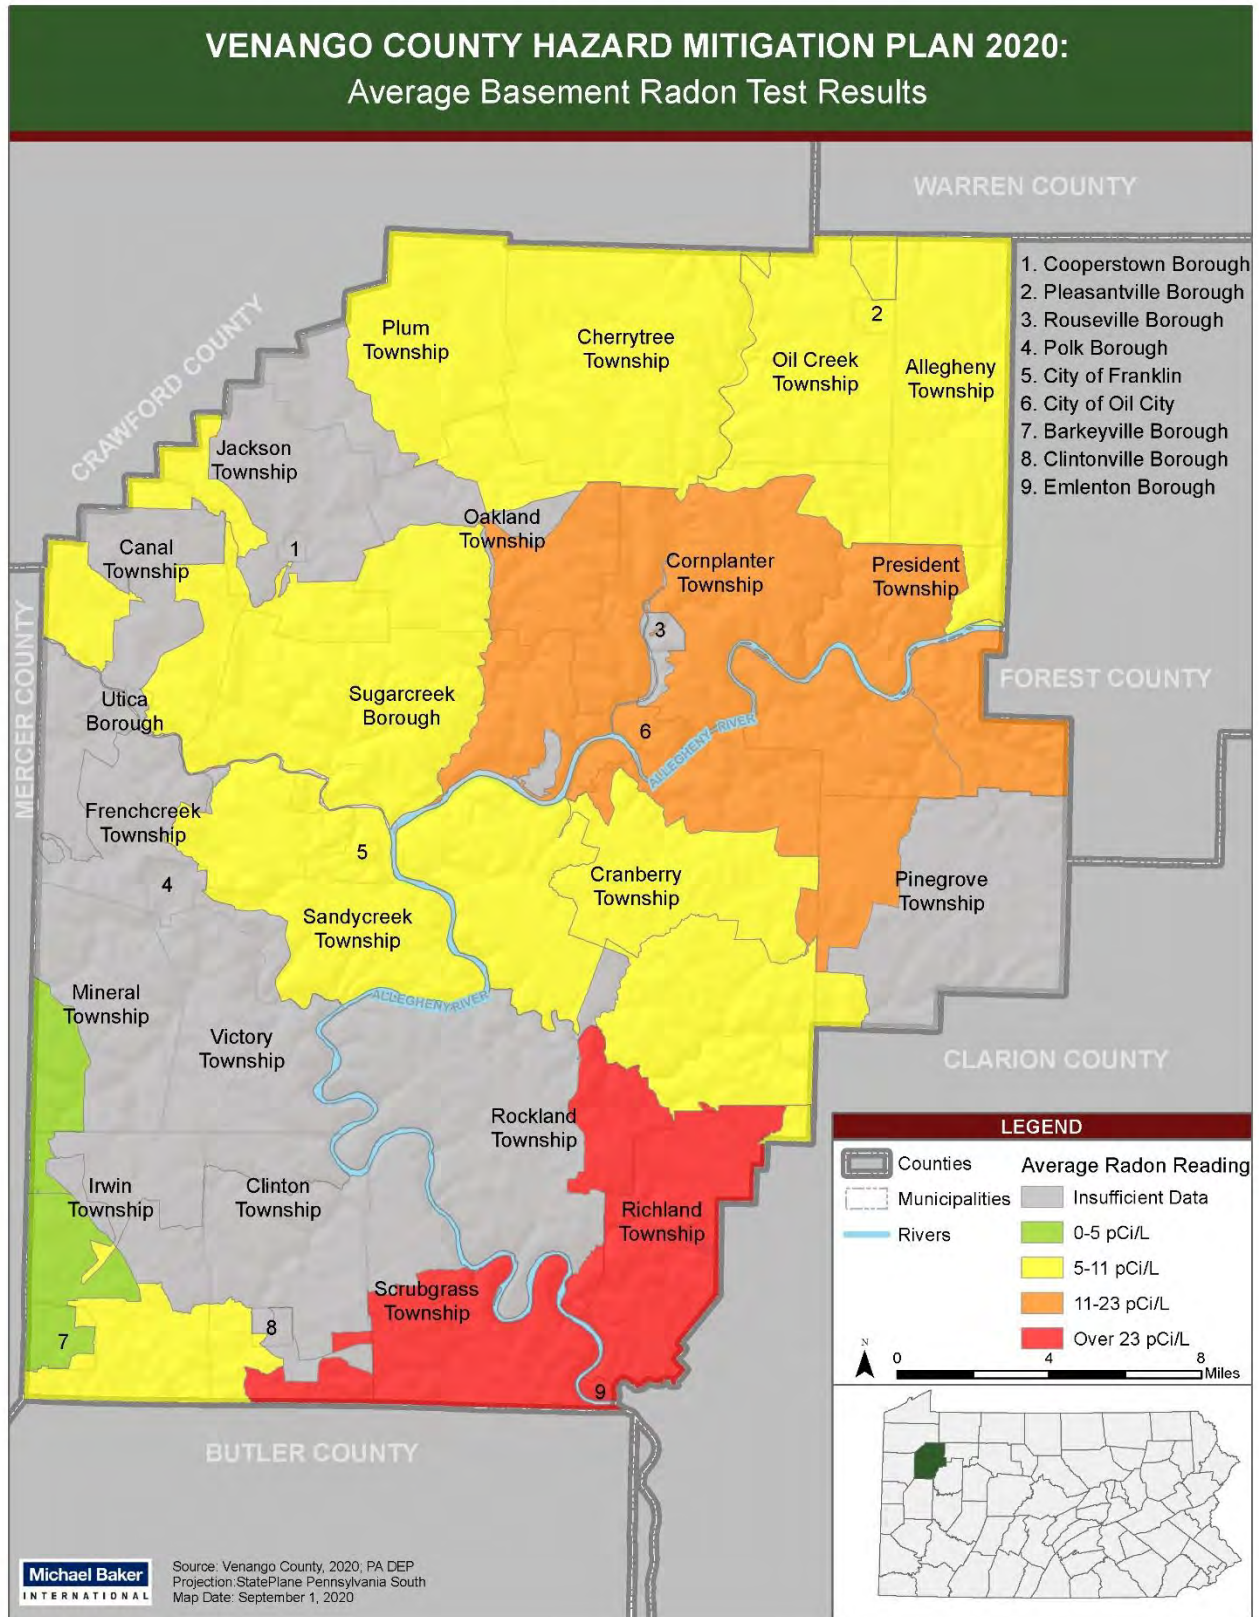 VENANGO COUNTY HAZARD MITIGATION PLAN 2020:
Average Basement Radon Test Results
WARREN COUNTY
CRAWFORD COUNTY
MERCER COUNTY
FOREST COUNTY
CLARION COUNTY
BUTLER COUNTY
1. Cooperstown Borough
2. Pleasantville Borough
3. Rouseville Borough
4. Polk Borough
5. City of Franklin
6. City of Oil City
7. Barkeyville Borough
8. Clintonville Borough
9. Emlenton Borough
2
Plum
Township
Cherrytree
Township
Oil Creek
Township
Allegheny
Township
Jackson
Township
Oakland
Township
1
Canal
Township
Cornplanter
Township
President
Township
3
Utica
Borough
Sugarcreek
Borough
6
ALLEGHENY RIVER
Frenchcreek
Township
5
4
Cranberry
Township
Pinegrove
Township
Sandycreek
Township
ALLEGHENY RIVER
Mineral
Township
Victory
Township
Rockland
Township
Irwin
Township
Clinton
Township
Richland
Township
Scrubgrass
Township
7
8
9
LEGEND
Counties
Municipalities
Rivers
Average Radon Reading
Insufficient Data
0-5 pCi/L
5-11 pCi/L
11-23 pCi/L
Over 23 pCi/L
N
0 4 8
Miles
Michael Baker
INTERNATIONAL
Source: Venango County, 2020; PA DEP
Projection:StatePlane Pennsylvania South
Map Date: September 1, 2020